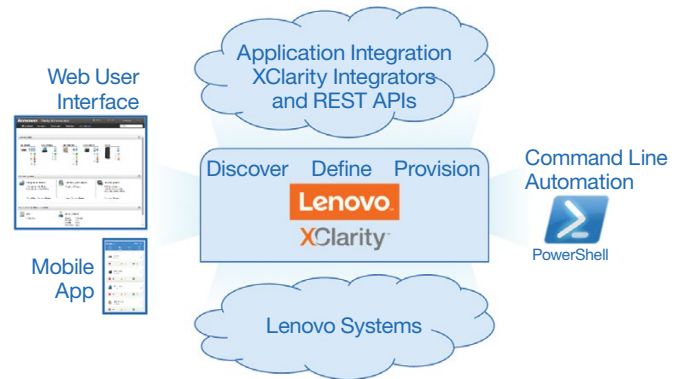 Application Integration
XClarity Integrators
and REST APIs
Web User
Interface
Discover Define Provision
Lenovo
XClarity
Command Line
Automation
PowerShell
Mobile
App
Lenovo Systems